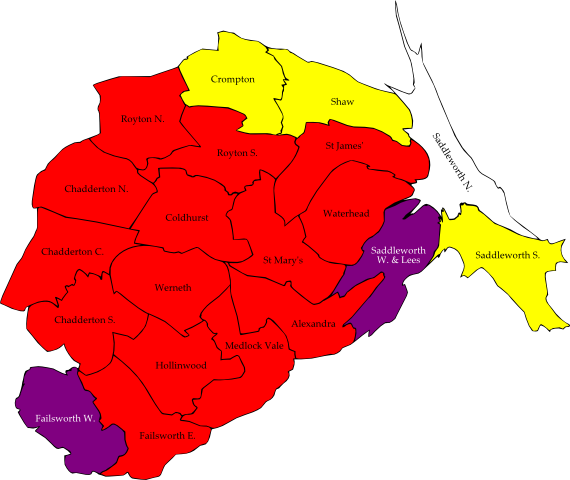 Crompton
Shaw
Royton N.
Royton S.
St James'
Saddleworth N.
Chadderton N.
Coldhurst
Waterhead
Chadderton C.
St Mary's
Saddleworth
W. & Lees
Saddleworth S.
Werneth
Chadderton S.
Alexandra
Medlock Vale
Hollinwood
Failsworth W.
Failsworth E.